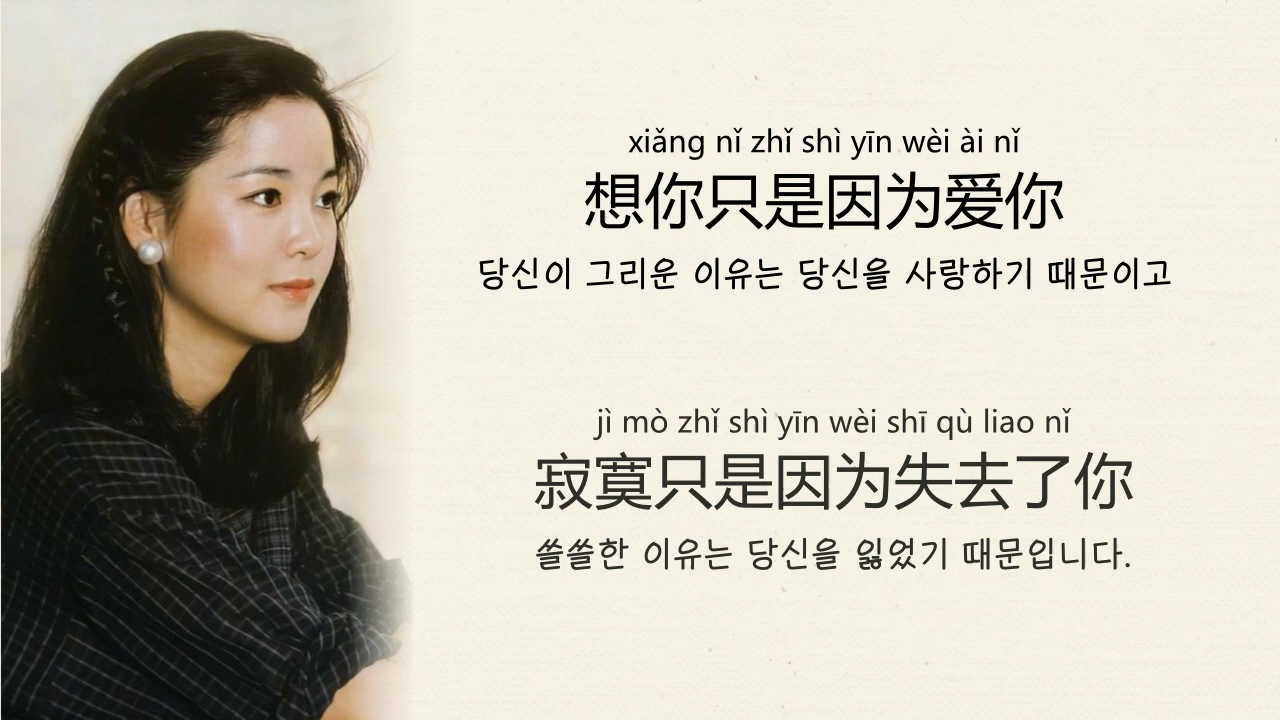 xiǎng nǐ zhǐ shì yīn wèi ài nǐ
想你只是因为爱你
당신이 그리운 이유는 당신을 사랑하기 때문이고
jì mò zhǐ shì yīn wèi shī qù liao nǐ
寂寞只是因为失去了你
쓸쓸한 이유는 당신을 잃었기 때문입니다.